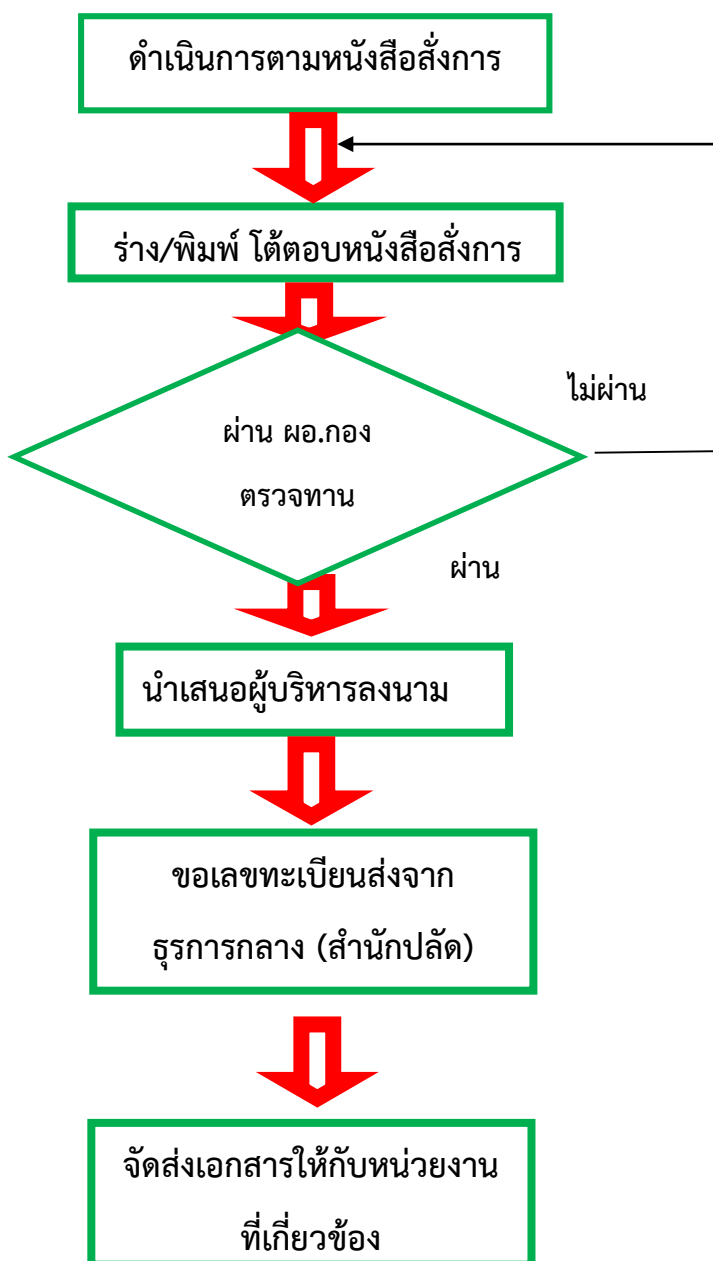 ดำเนินการตามหนังสือสั่งการ
ร่าง/พิมพ์ โต้ตอบหนังสือสั่งการ
ไม่ผ่าน
ผ่าน ผอ.กอง
ตรวจทาน
ผ่าน
นำเสนอผู้บริหารลงนาม
ขอเลขทะเบียนส่งจาก
ธุรการกลาง (สำนักปลัด)
จัดส่งเอกสารให้กับหน่วยงาน
ที่เกี่ยวข้อง